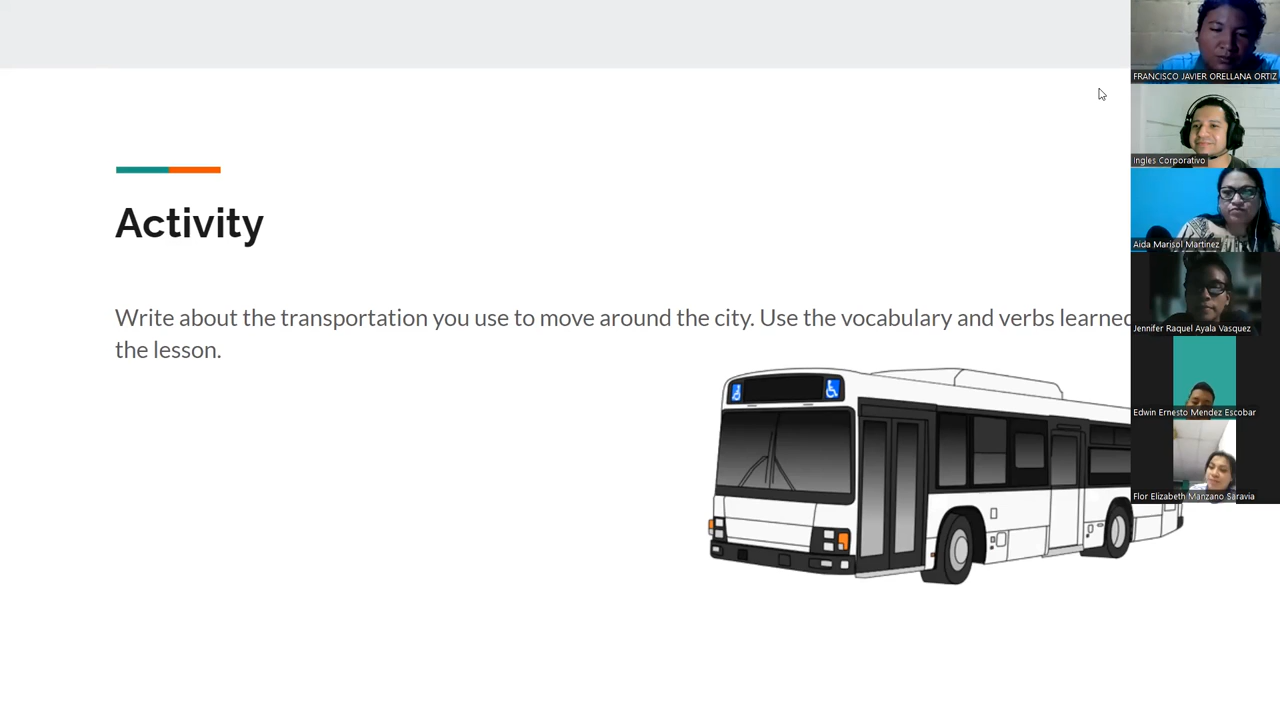 Activity
Write about the transportation you use to move around the city. Use the vocabulary and verbs learned
the lesson.
FRANCISCO JAVIER ORELLANA ORTIZ
Ingles Corporativo
Aida Marisol Martinez
Jennifer Raquel Ayala Vasquez
Edwin Ernesto Mendez Escobar
Flor Elizabeth Manzano Saravia